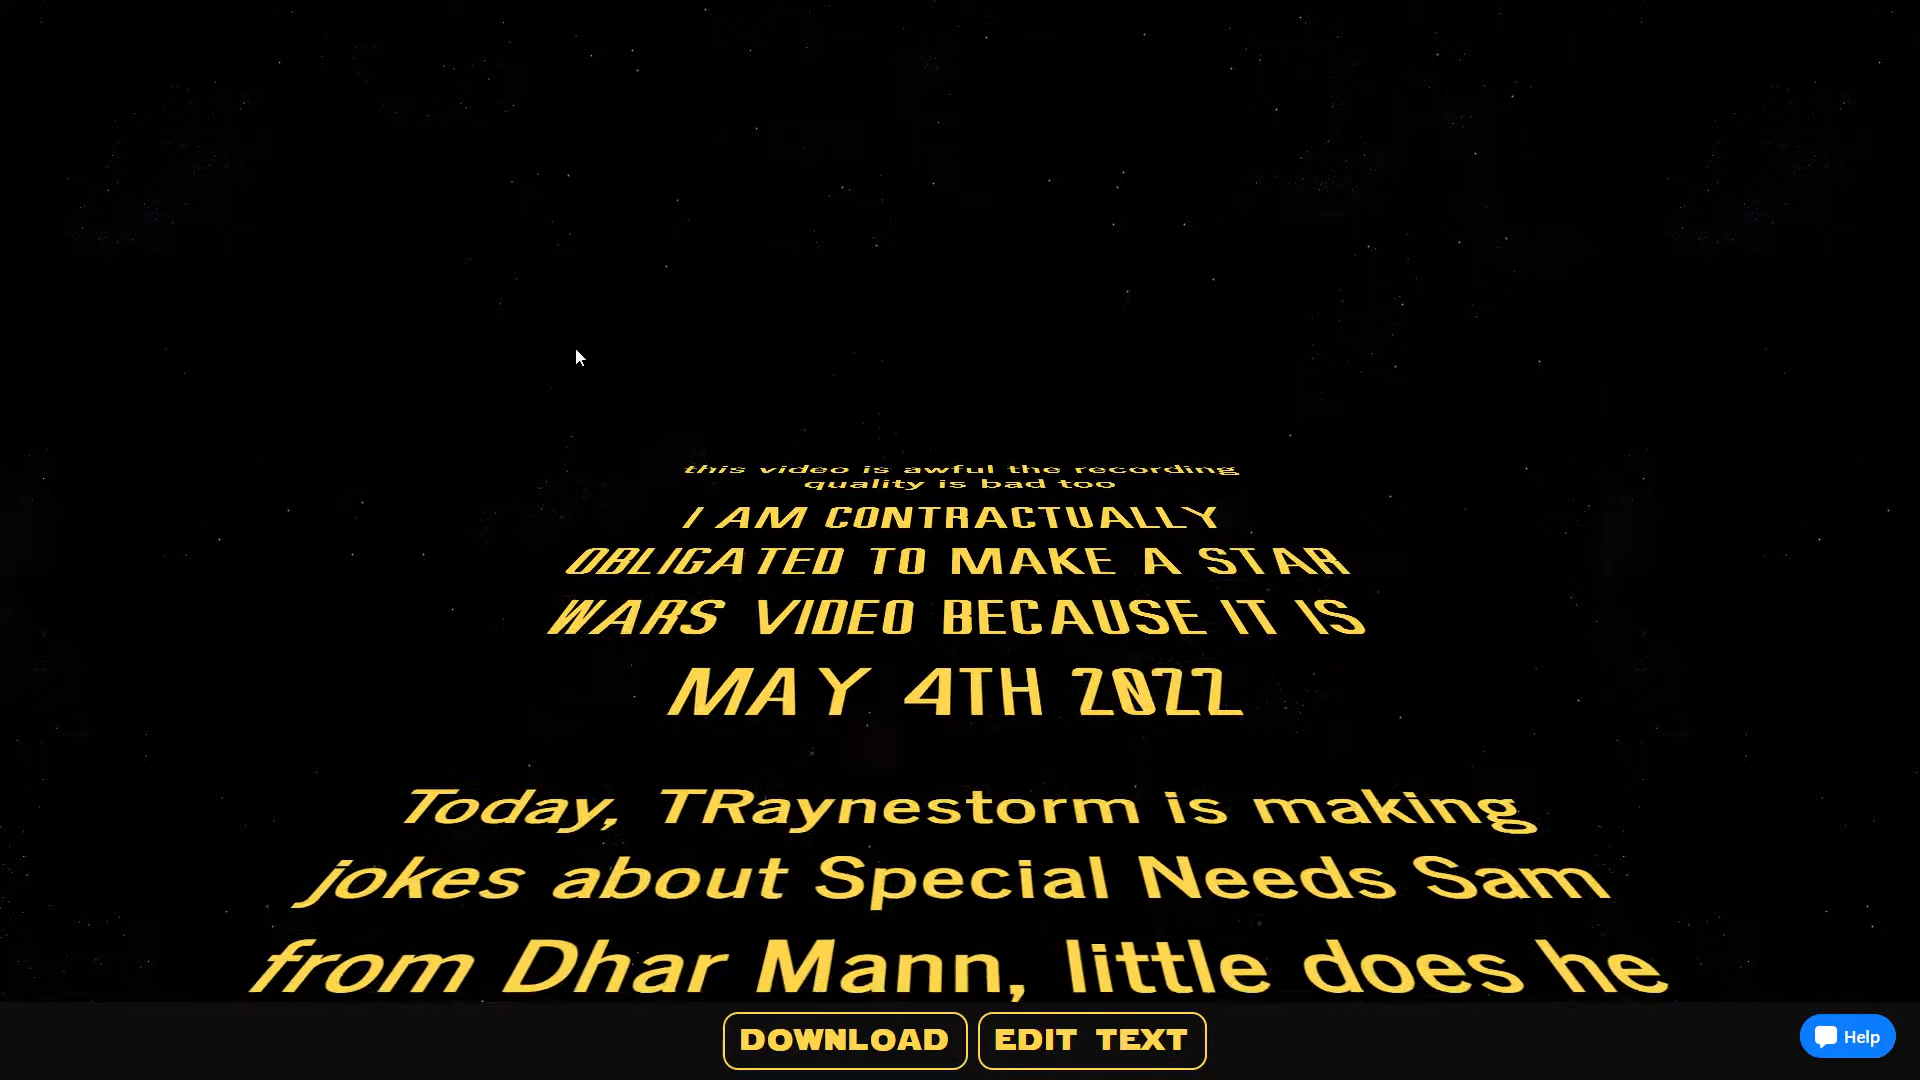 this video is awful the recording
quality is bad too
I AM CONTRACTUALLY
OBLIGATED TO MAKE A STAR
WARS VIDEO BECAUSE IT IS
MAY 4TH 2022
Today, TRaynestorm is making
jokes about Special Needs Sam
from Dhar Mann, little does he
DOWNLOAD
EDIT TEXT
Help